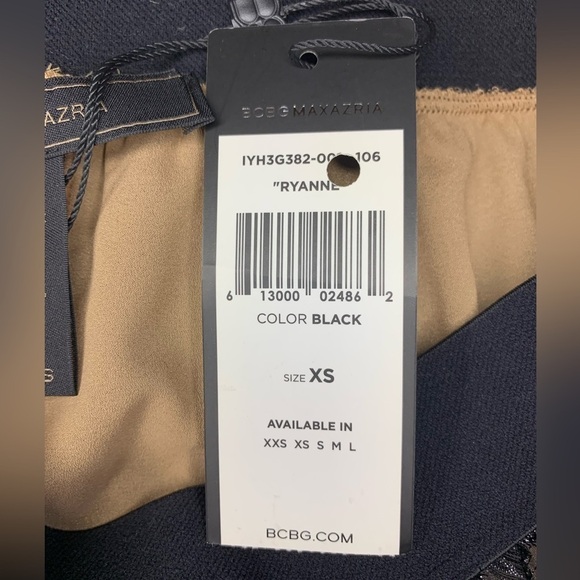 AZRIA
BCBGMAXAZRIA
IYH3G382-00 106
"RYANNE
6 13000 02486 2
COLOR BLACK
SIZE XS
AVAILABLE IN
XXS XS S M L
BCBG.COM
S